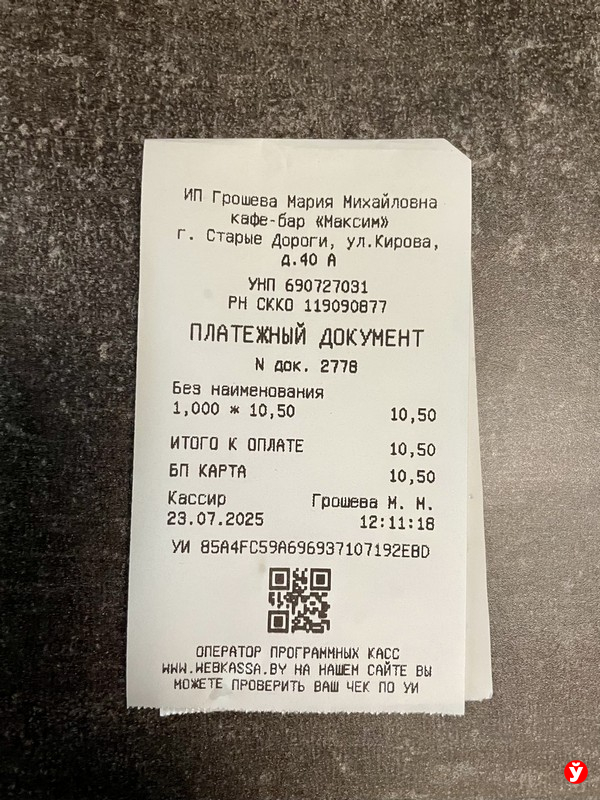 ИП Грошева Мария Михайловна
кафе-бар «Максим»
г. Старые Дороги, ул.Кирова,
д.40 А
УНП 690727031
РН СККО 119090877
ПЛАТЕЖНЫЙ ДОКУМЕНТ
N док. 2778
Без наименования
1,000 * 10,50 10,50
ИТОГО К ОПЛАТЕ 10,50
БП КАРТА 10,50
Кассир Грошева М. М.
23.07.2025 12:11:18
УИ 85A4FC59A696937107192EBD
ОПЕРАТОР ПРОГРАММНЫХ КАСС
WWW.WEBKASSA.BY НА НАШЕМ САЙТЕ ВЫ
МОЖЕТЕ ПРОВЕРИТЬ ВАШ ЧЕК ПО УИ
Ў